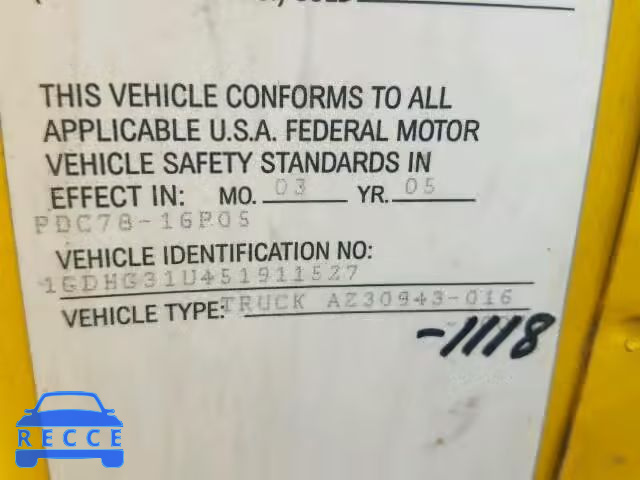 THIS VEHICLE CONFORMS TO ALL
APPLICABLE U.S.A. FEDERAL MOTOR
VEHICLE SAFETY STANDARDS IN
EFFECT IN: MO. 03 YR. 05
PDC78-16P05
VEHICLE IDENTIFICATION NO:
1GDHG31U451911527
VEHICLE TYPE: TRUCK AZ30943-016
-1118
RECCE